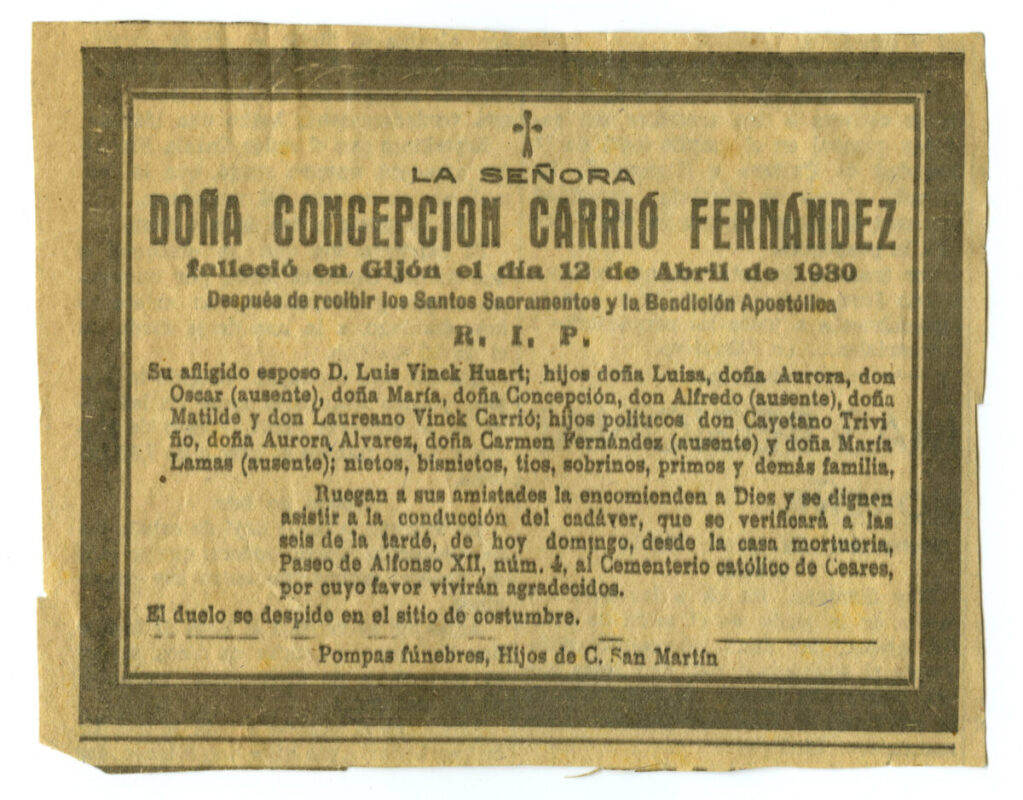 LA SEÑORA
DOÑA CONCEPCION CARRIÓ FERNÁNDEZ
falleció en Gijón el día 12 de Abril de 1930
Después de recibir los Santos Sacramentos y la Bendición Apostólica
R. I. P.
Su afligido esposo D. Luis Vinck Huart; hijos doña Luisa, doña Aurora, don
Oscar (ausente), doña María, doña Concepción, don Alfredo (ausente), doña
Matilde y don Laureano Vinck Carrió; hijos políticos don Cayetano Trivi
ño, doña Aurora Alvarez, doña Carmen Fernández (ausente) y doña María
Lamas (ausente); nietos, bisnietos, tios, sobrinos, primos y demás familia,
Ruegan a sus amistades la encomienden a Dios y se dignen
asistir a la conducción del cadáver, que se verificará a las
seis de la tarde, de hoy domingo, desde la casa mortuoria,
Paseo de Alfonso XII, núm. 4, al Cementerio católico de Ceares,
por cuyo favor vivirán agradecidos.
El duelo se despide en el sitio de costumbre.
Pompas fúnebres, Hijos de C. San Martín